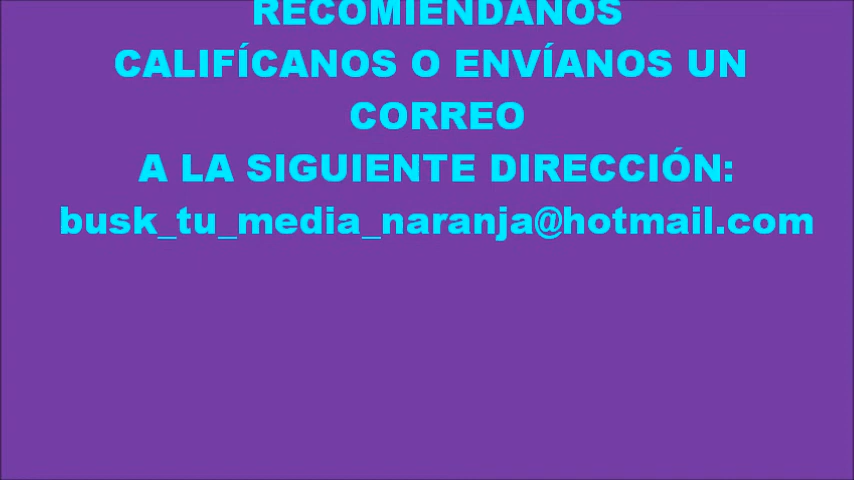 RECOMIENDANOS
CALIFÍCANOS O ENVÍANOS UN
CORREO
A LA SIGUIENTE DIRECCIÓN:
busk_tu_media_naranja@hotmail.com